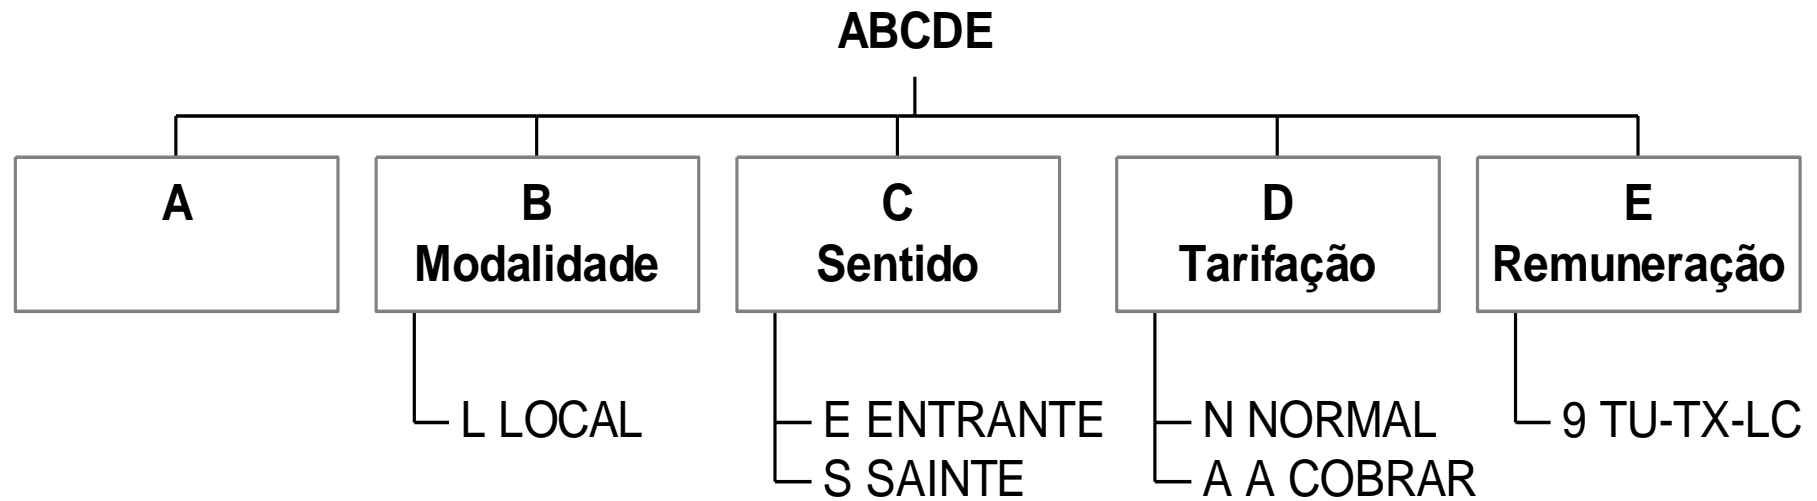 ABCDE
A
B
Modalidade
C
Sentido
D
Tarifação
E
Remuneração
L LOCAL
E ENTRANTE
S SAINTE
N NORMAL
A A COBRAR
9 TU-TX-LC